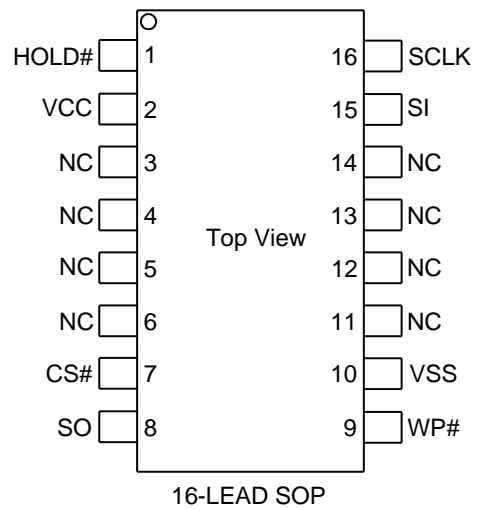 HOLD# 1 16 SCLK
VCC 2 15 SI
NC 3 14 NC
NC 4 13 NC
Top View
NC 5 12 NC
NC 6 11 NC
CS# 7 10 VSS
SO 8 9 WP#
16-LEAD SOP